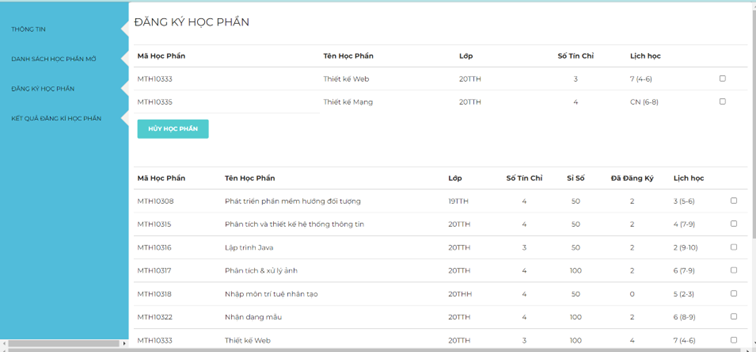 ĐĂNG KÝ HỌC PHẦN
THÔNG TIN
DANH SÁCH HỌC PHẦN MỞ
ĐĂNG KÝ HỌC PHẦN
KẾT QUẢ ĐĂNG KÍ HỌC PHẦN
Mã Học Phần Tên Học Phần Lớp Số Tín Chỉ Lịch học
MTH10333 Thiết kế Web 20TTH 3 7 (4-6)
MTH10335 Thiết kế Mạng 20TTH 4 CN (6-8)
HỦY HỌC PHẦN
Mã Học Phần Tên Học Phần Lớp Số Tín Chỉ Sỉ Số Đã Đăng Ký Lịch học
MTH10308 Phát triển phần mềm hướng đối tượng 19TTH 4 50 2 3 (5-6)
MTH10315 Phân tích và thiết kế hệ thống thông tin 20TTH 4 50 2 4 (7-9)
MTH10316 Lập trình Java 20TTH 3 50 2 2 (9-10)
MTH10317 Phân tích & xử lý ảnh 20TTH 4 100 2 6 (7-9)
MTH10318 Nhập môn trí tuệ nhân tạo 20THH 4 50 0 5 (2-3)
MTH10322 Nhận dạng mẫu 20TTH 4 100 2 6 (8-9)
MTH10333 Thiết kế Web 20TTH 3 100 4 7 (4-6)